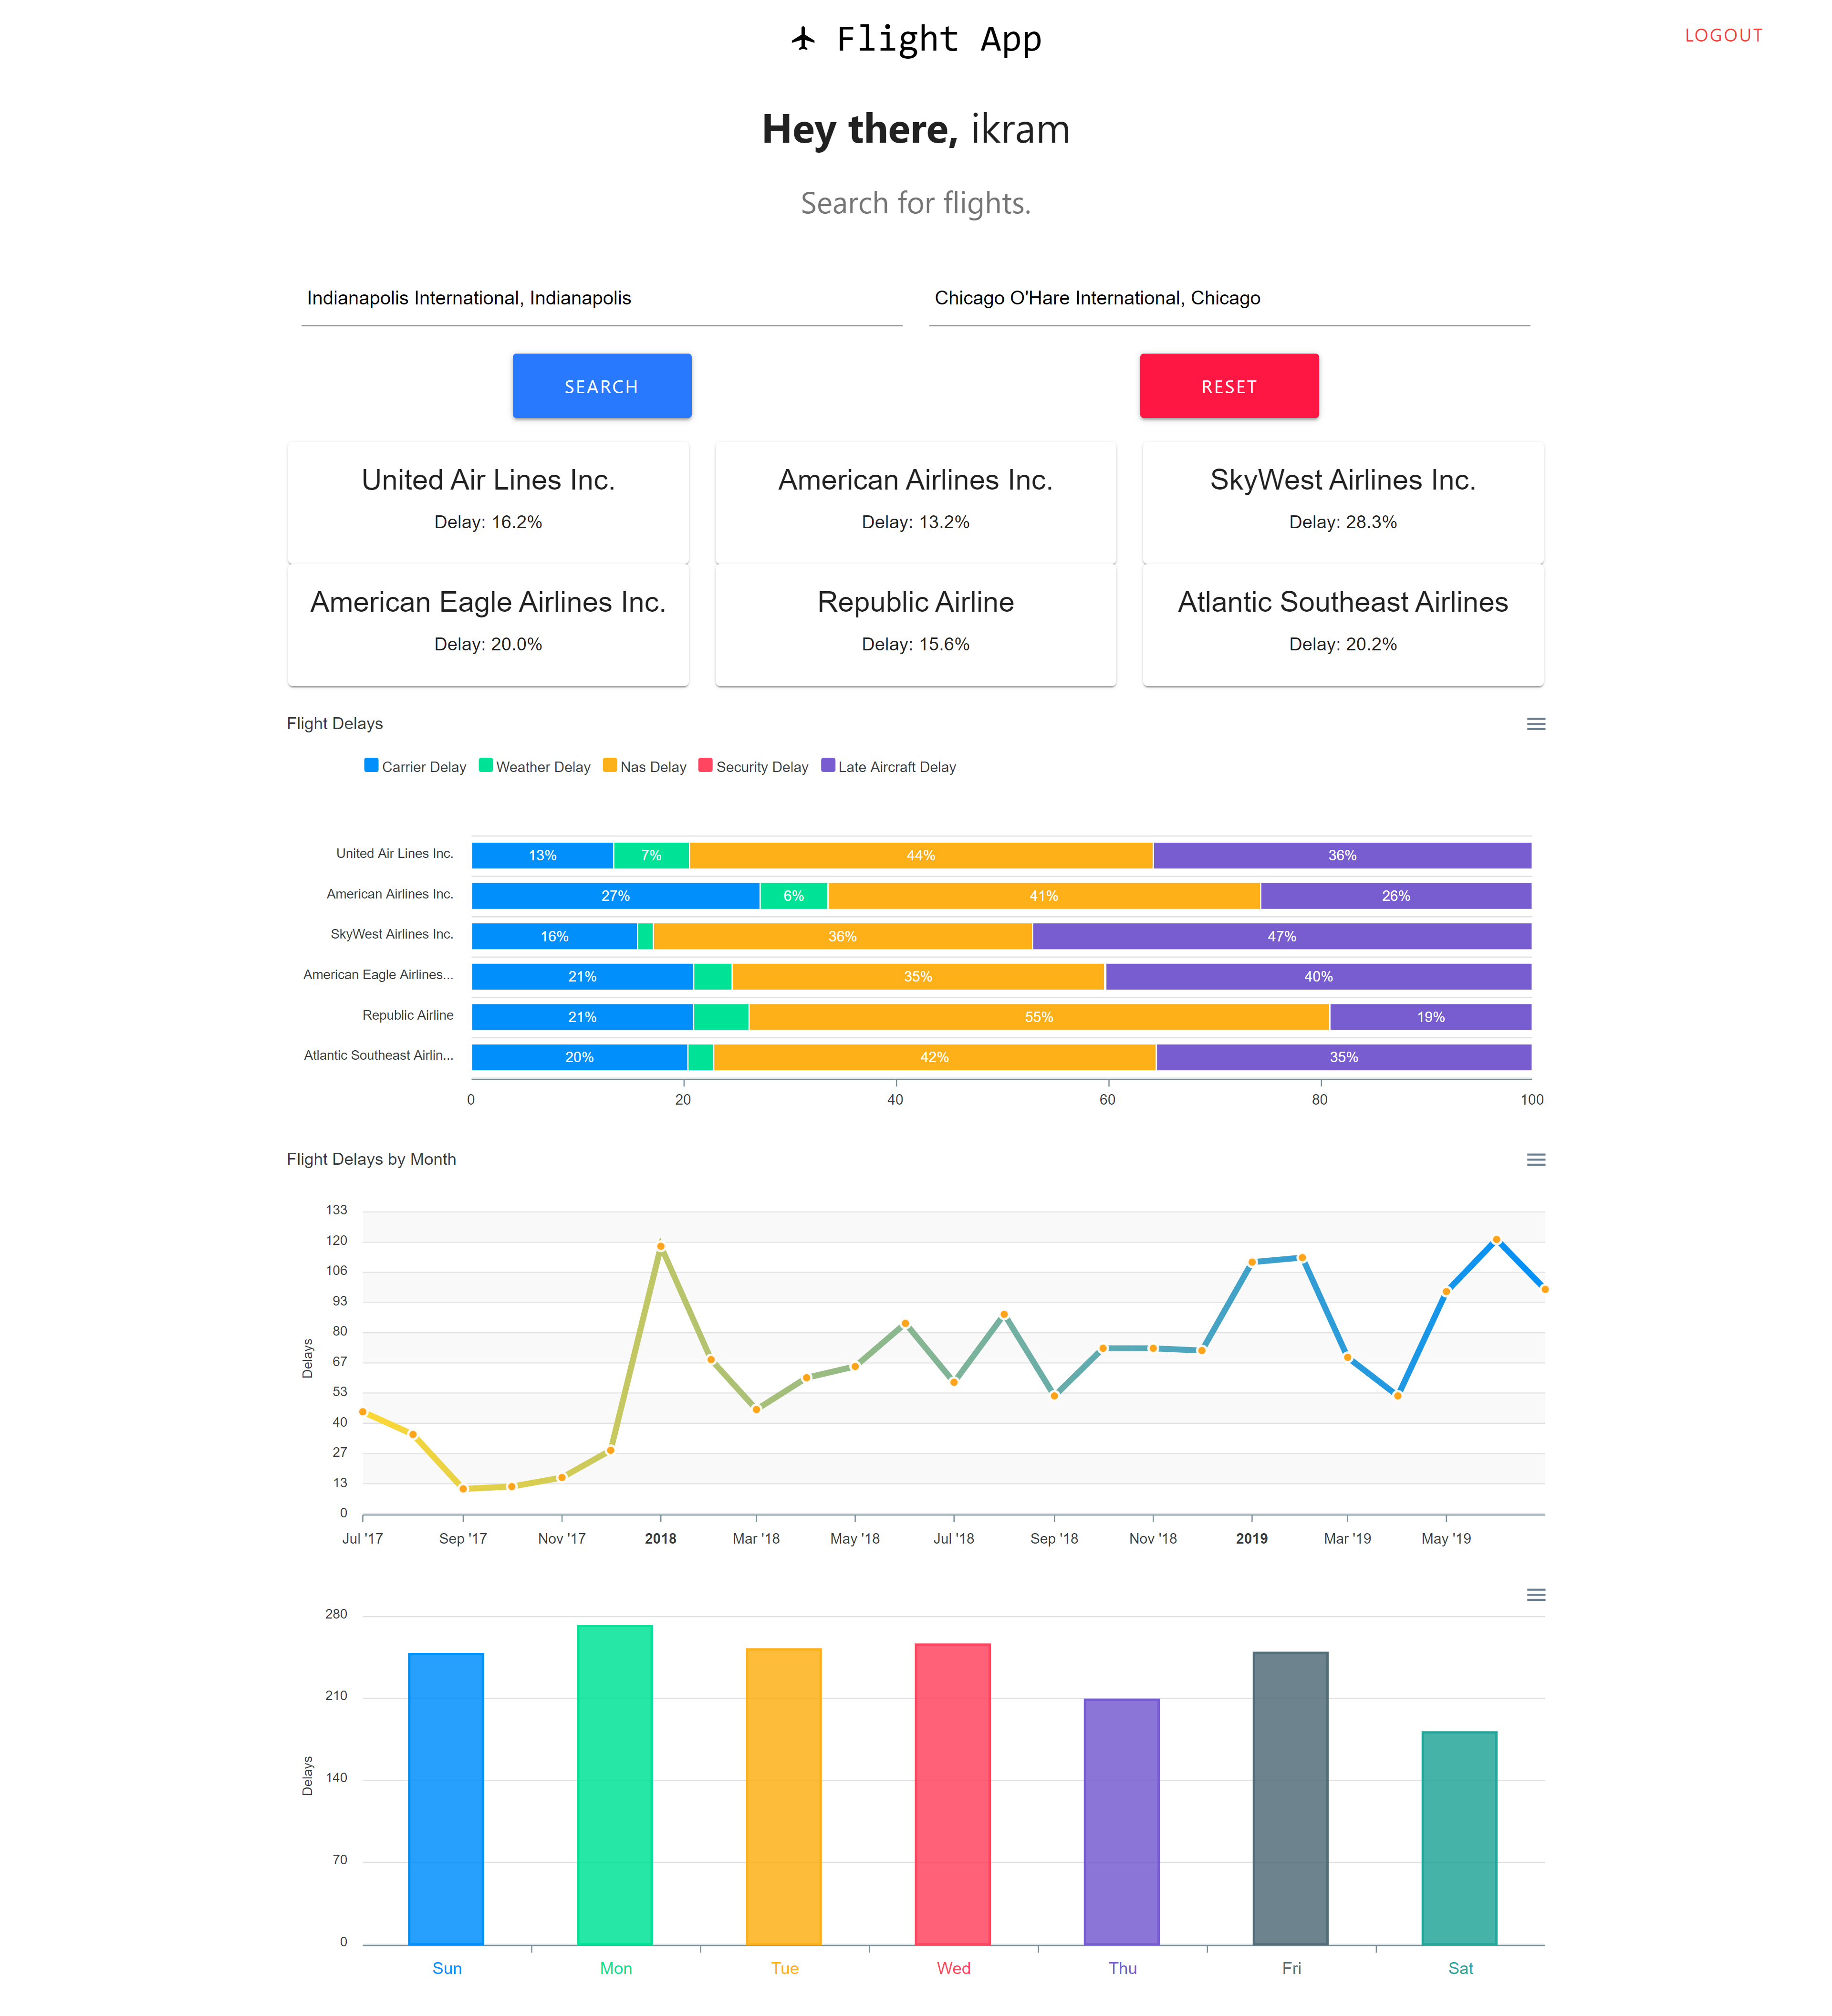 Flight App
LOGOUT
Hey there, ikram
Search for flights.
Indianapolis International, Indianapolis
Chicago O'Hare International, Chicago
SEARCH
RESET
United Air Lines Inc.
Delay: 16.2%
American Airlines Inc.
Delay: 13.2%
SkyWest Airlines Inc.
Delay: 28.3%
American Eagle Airlines Inc.
Delay: 20.0%
Republic Airline
Delay: 15.6%
Atlantic Southeast Airlines
Delay: 20.2%
Flight Delays
Carrier Delay Weather Delay Nas Delay Security Delay Late Aircraft Delay
United Air Lines Inc. 13% 7% 44% 36%
American Airlines Inc. 27% 6% 41% 26%
SkyWest Airlines Inc. 16% 36% 47%
American Eagle Airlines... 21% 35% 40%
Republic Airline 21% 55% 19%
Atlantic Southeast Airlin... 20% 42% 35%
0 20 40 60 80 100
Flight Delays by Month
133
120
106
93
80
67
53
40
27
13
0
Delays
Jul '17 Sep '17 Nov '17 2018 Mar '18 May '18 Jul '18 Sep '18 Nov '18 2019 Mar '19 May '19
280
210
140
70
0
Delays
Sun Mon Tue Wed Thu Fri Sat